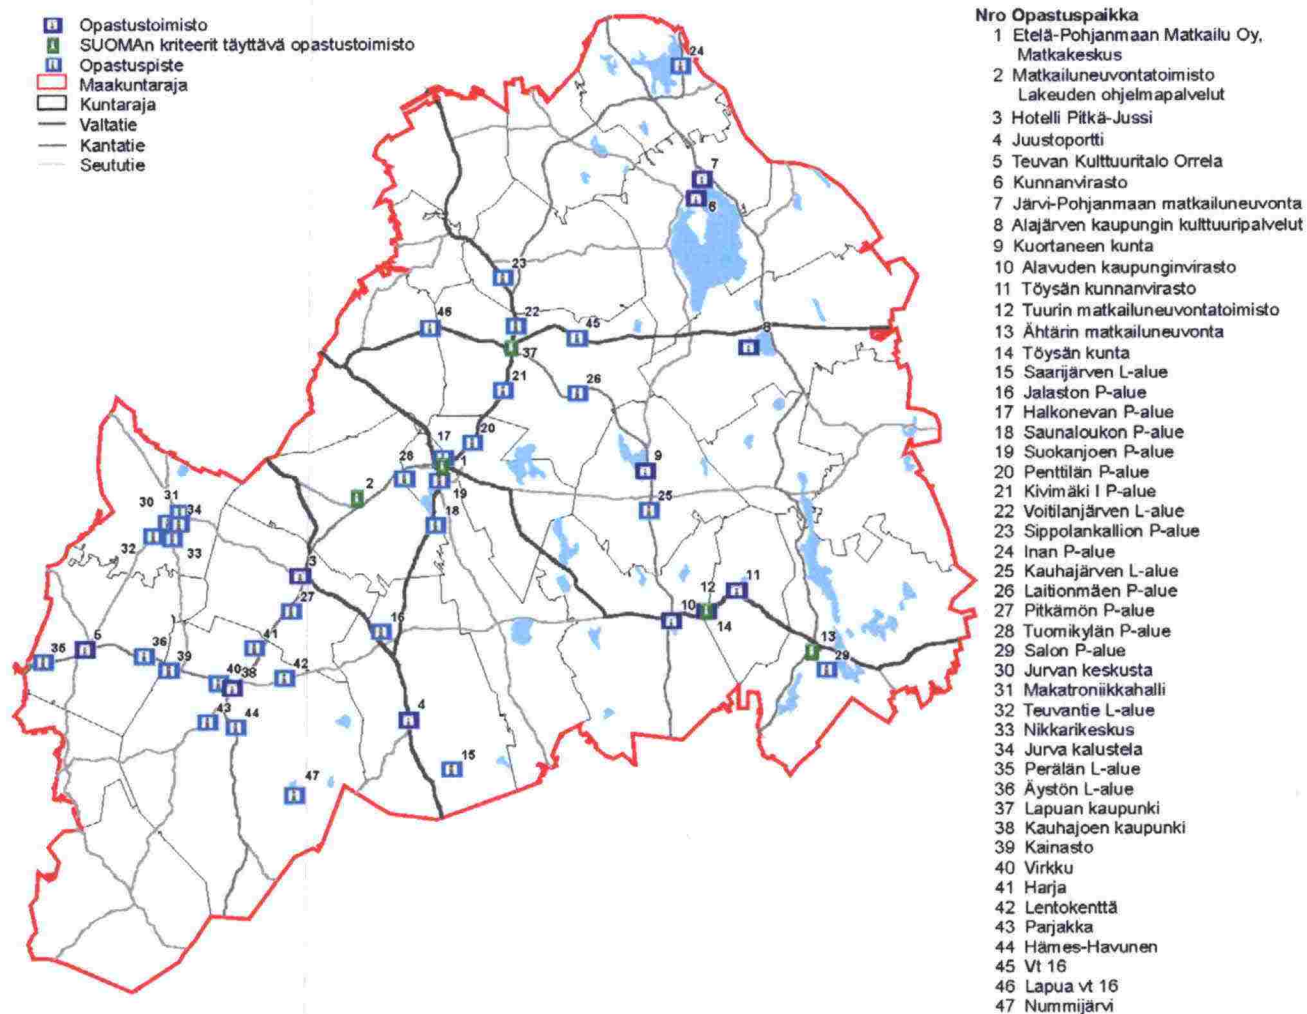 Opastustoimisto
SUOMAn kriteerit täyttävä opastustoimisto
Opastuspiste
Maakuntaraja
Kuntaraja
Valtatie
Kantatie
Seututie
Nro Opastuspaikka
1 Etelä-Pohjanmaan Matkailu Oy,
Matkakeskus
2 Matkailuneuvontatoimisto
Lakeuden ohjelmapalvelut
3 Hotelli Pitkä-Jussi
4 Juustoportti
5 Teuvan Kulttuuritalo Orrela
6 Kunnanvirasto
7 Järvi-Pohjanmaan matkailuneuvonta
8 Alajärven kaupungin kulttuuripalvelut
9 Kuortaneen kunta
10 Alavuden kaupunginvirasto
11 Töysän kunnanvirasto
12 Tuurin matkailuneuvontatoimisto
13 Ähtärin matkailuneuvonta
14 Töysän kunta
15 Saarijärven L-alue
16 Jalaston P-alue
17 Halkonevan P-alue
18 Saunaloukon P-alue
19 Suokanjoen P-alue
20 Penttilän P-alue
21 Kivimäki I P-alue
22 Voitilanjärven L-alue
23 Sippolankallion P-alue
24 Inan P-alue
25 Kauhajärven L-alue
26 Laitionmäen P-alue
27 Pitkämön P-alue
28 Tuomikylän P-alue
29 Salon P-alue
30 Jurvan keskusta
31 Makatroniikkahalli
32 Teuvantie L-alue
33 Nikkarikeskus
34 Jurva kalustela
35 Perälän L-alue
36 Äystön L-alue
37 Lapuan kaupunki
38 Kauhajoen kaupunki
39 Kainasto
40 Virkku
41 Harja
42 Lentokenttä
43 Parjakka
44 Hämes-Havunen
45 Vt 16
46 Lapua vt 16
47 Nummijärvi
24
7
6
23
46
22
45
8
37
21
26
17
20
1
9
28
2
19
25
31
30
34
18
32
33
3
12
11
27
10
14
16
5
41
13
35
36
39
29
40
42
38
43
44
4
15
47